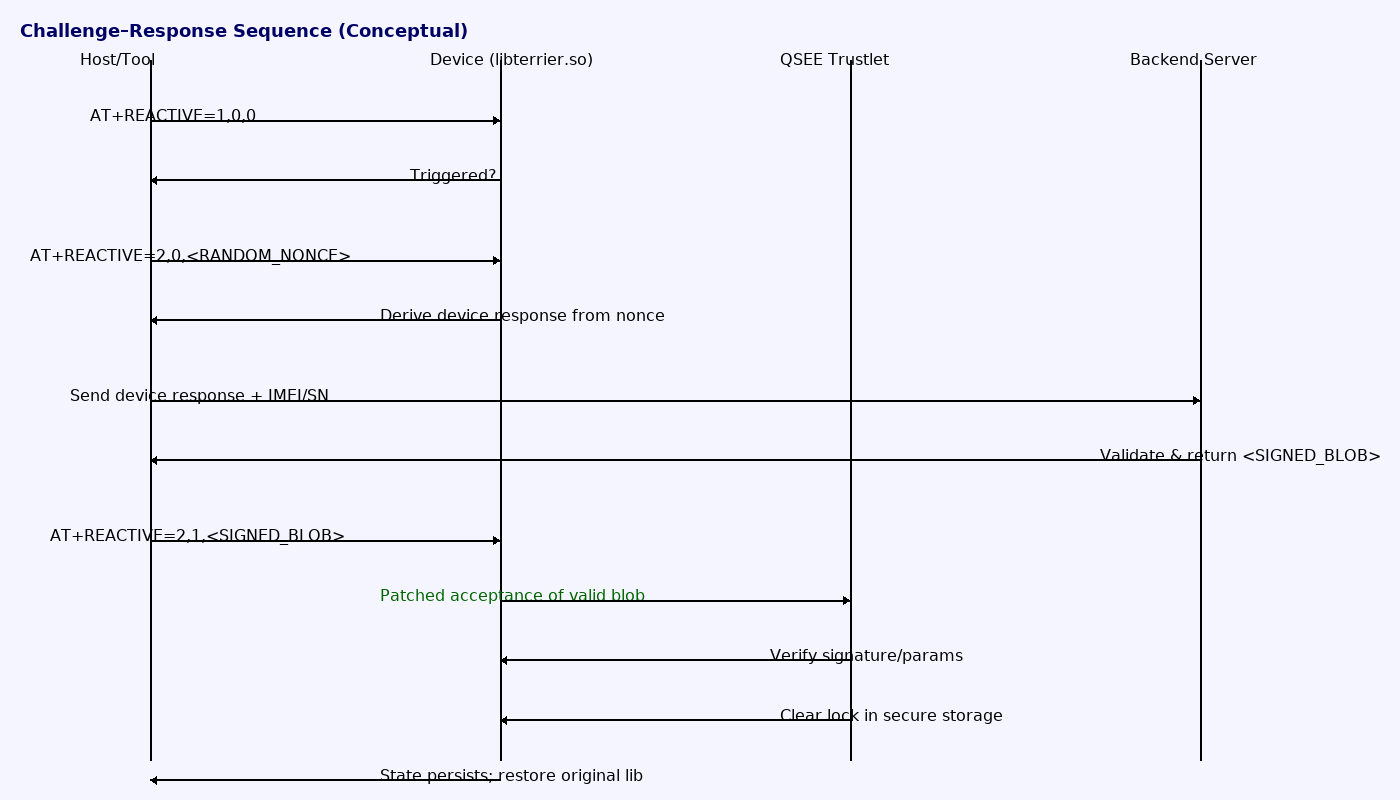 Challenge–Response Sequence (Conceptual)
Host/Tool
Device (libterrier.so)
QSEE Trustlet
Backend Server
AT+REACTIVE=1,0,0
Triggered?
AT+REACTIVE=2,0,<RANDOM_NONCE>
Derive device response from nonce
Send device response + IMEI/SN
Validate & return <SIGNED_BLOB>
AT+REACTIVE=2,1,<SIGNED_BLOB>
Patched acceptance of valid blob
Verify signature/params
Clear lock in secure storage
State persists; restore original lib